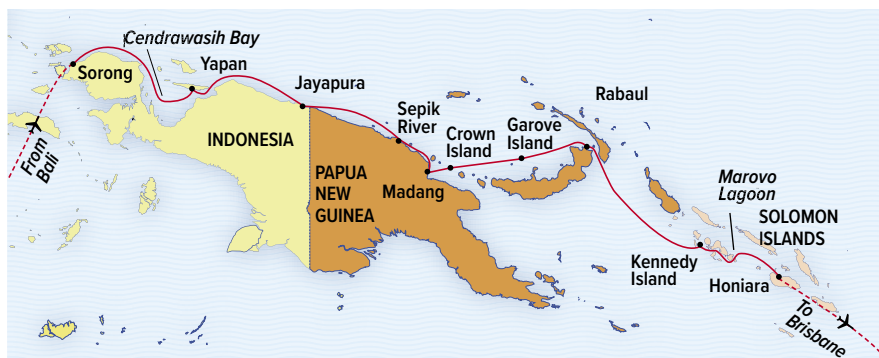 Cendrawasih Bay
Sorong
Yapan
Jayapura
From
Bali
INDONESIA
PAPUA
NEW
GUINEA
Sepik
River
Madang
Crown
Island
Garove
Island
Rabaul
Marovo
Lagoon
SOLOMON
ISLANDS
Kennedy
Island
Honiara
To
Brisbane